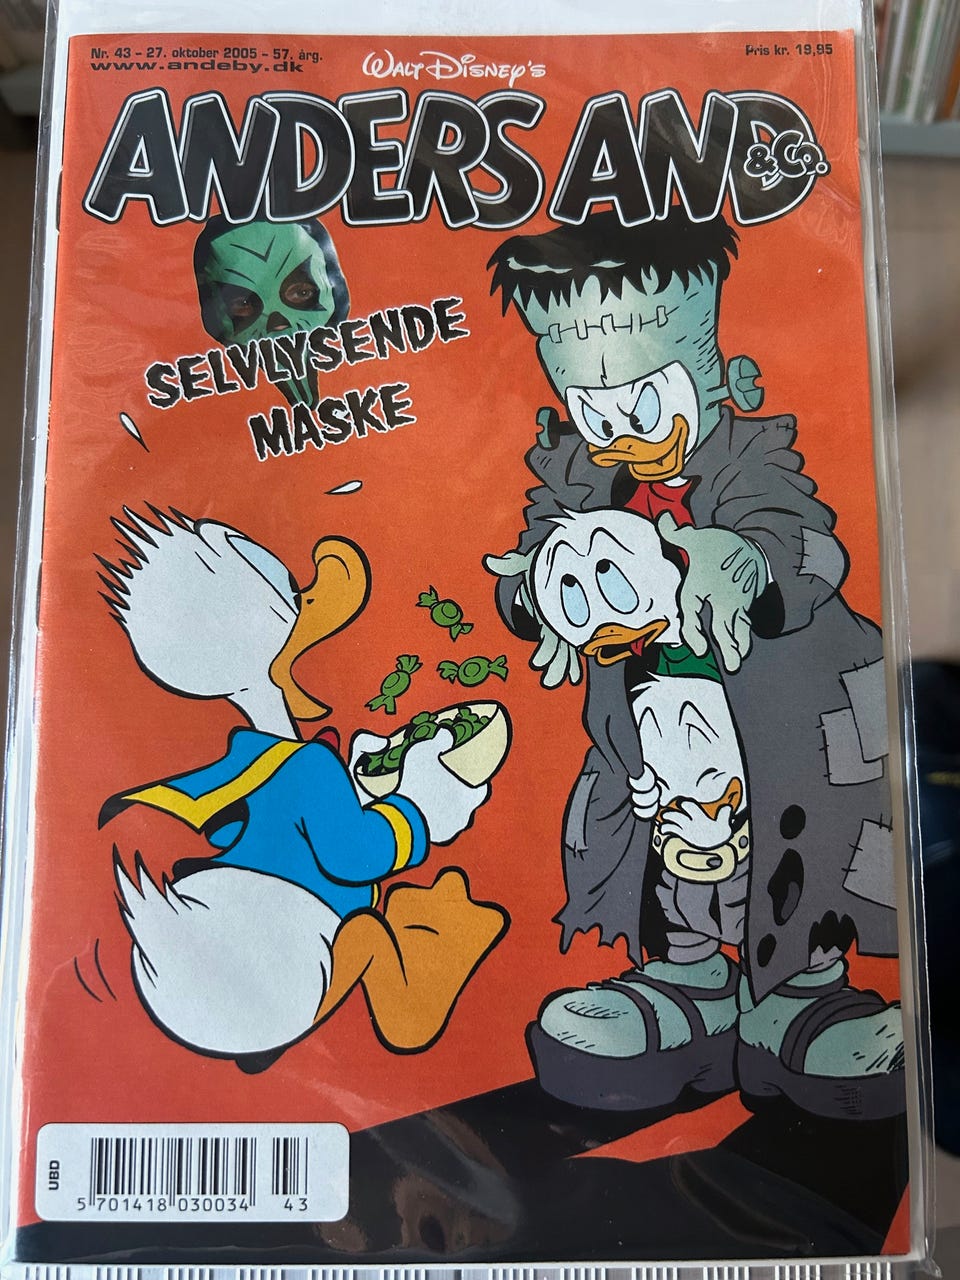 Nr. 43 - 27. oktober 2005 - 57. årg.
www.andeby.dk
Pris kr. 19,95
WALT DISNEY'S
ANDERS AND
& Co.
SELVLYSENDE
MASKE
UBD
5 701418 030034 43